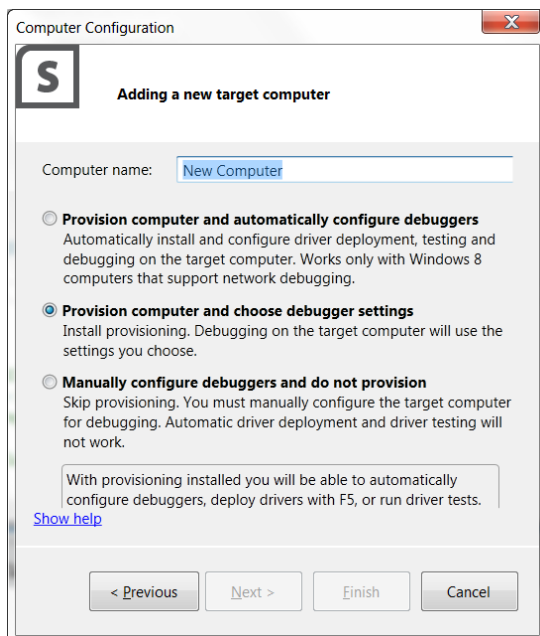 Computer Configuration
S
Adding a new target computer
Computer name:
New Computer
Provision computer and automatically configure debuggers
Automatically install and configure driver deployment, testing and
debugging on the target computer. Works only with Windows 8
computers that support network debugging.
Provision computer and choose debugger settings
Install provisioning. Debugging on the target computer will use the
settings you choose.
Manually configure debuggers and do not provision
Skip provisioning. You must manually configure the target computer
for debugging. Automatic driver deployment and driver testing will
not work.
With provisioning installed you will be able to automatically
configure debuggers, deploy drivers with F5, or run driver tests.
Show help
< Previous
Next >
Finish
Cancel